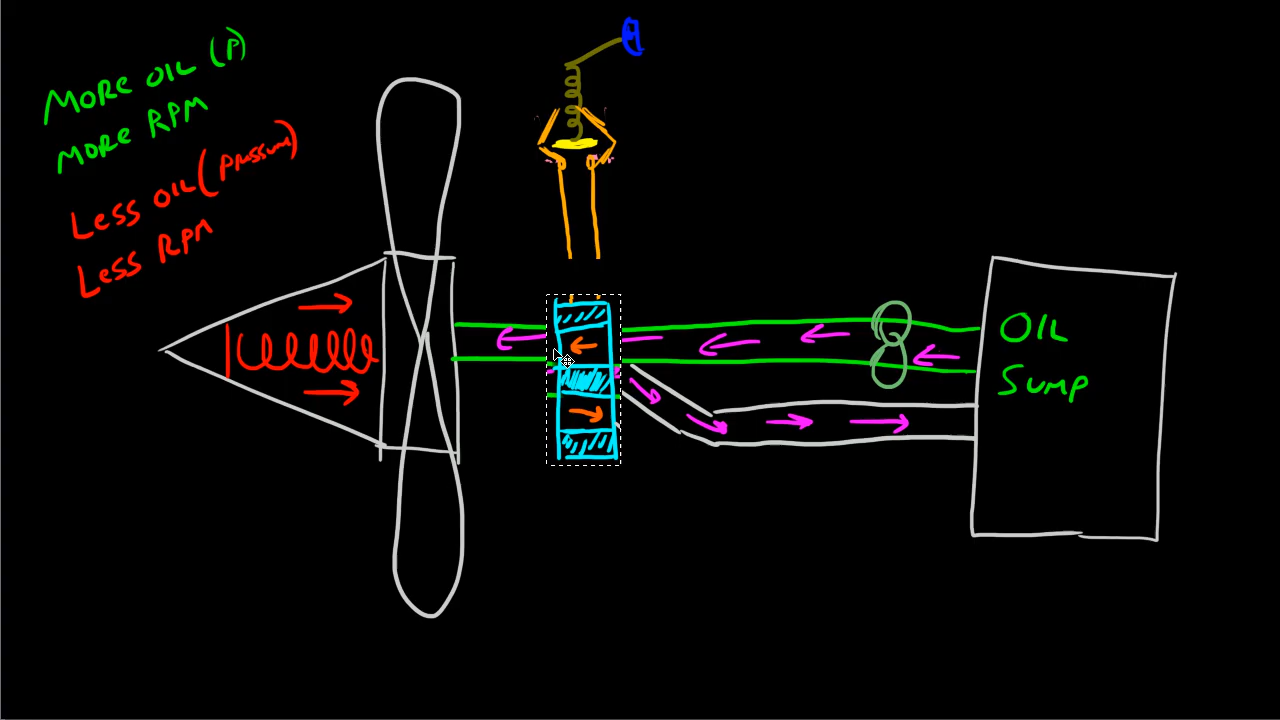 MORE OIL (P)
MORE RPM
LESS OIL (PRESSURE)
LESS RPM
OIL
SUMP